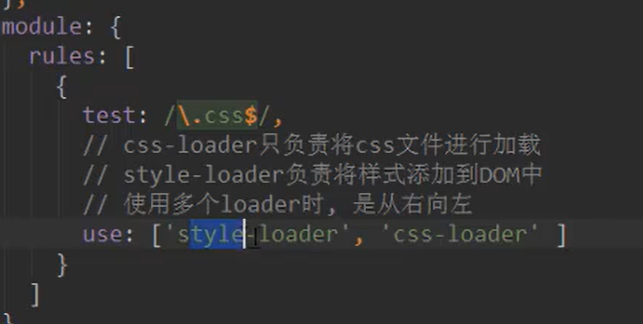 },
module: {
rules: [
{
test: /\.css$/,
// css-loader只负责将css文件进行加载
// style-loader负责将样式添加到DOM中
// 使用多个loader时, 是从右向左
use: ['style-loader', 'css-loader' ]
}
]
},